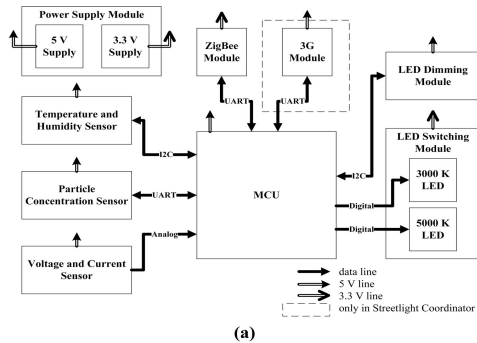 Power Supply Module
5 V
Supply
3.3 V
Supply
ZigBee
Module
3G
Module
LED Dimming
Module
UART
UART
Temperature and
Humidity Sensor
I2C
Particle
Concentration Sensor
UART
Voltage and Current
Sensor
Analog
MCU
I2C
LED Switching
Module
3000 K
LED
Digital
5000 K
LED
Digital
data line
5 V line
3.3 V line
only in Streetlight Coordinator
(a)